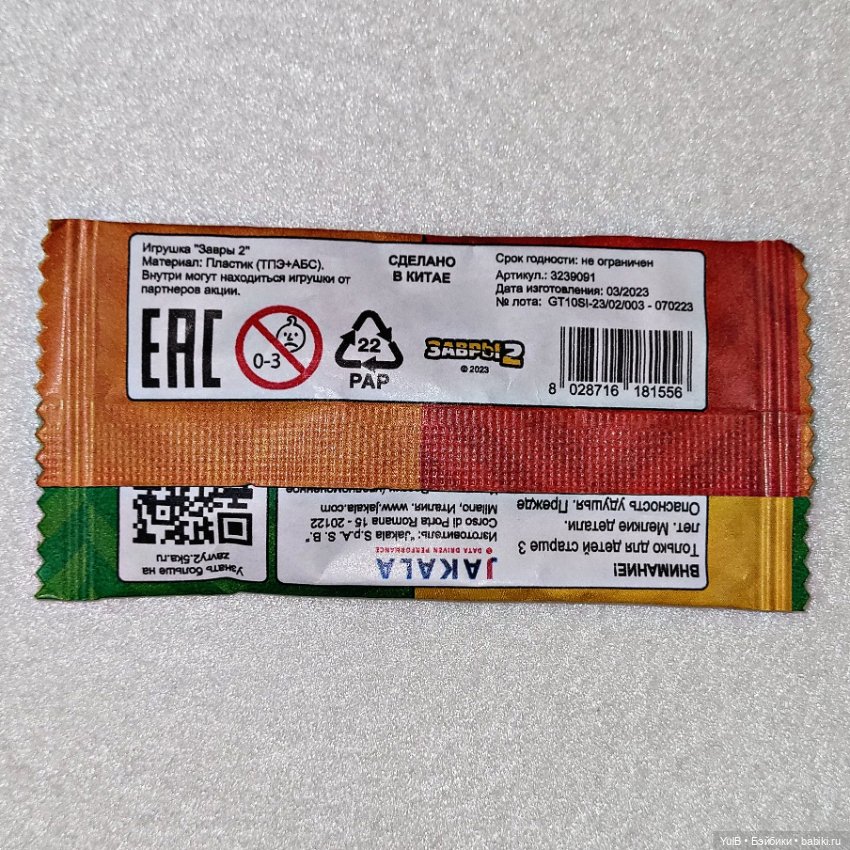 Игрушка "Завры 2"
Материал: Пластик (ТПЭ+АБС).
Внутри могут находиться игрушки от
партнеров акции.
СДЕЛАНО
В КИТАЕ
Срок годности: не ограничен
Артикул.: 3239091
Дата изготовления: 03/2023
№ лота: GT10SI-23/02/003 - 070223
EAC
0-3
22
PAP
ЗАВРЫ 2
© 2023
8 028716 181556
ВНИМАНИЕ!
Только для детей старше 3
лет. Мелкие детали.
Опасность удушья. Прежде
JAKALA
DATA DRIVEN PERFORMANCE
Изготовитель: "Jakala S.p.A. S. B."
Corso di Porta Romana 15 - 20122
Milano, Италия. www.jakala.com
Узнать больше на
zavry2.5ka.ru
YulB • Бэйбики • babiki.ru